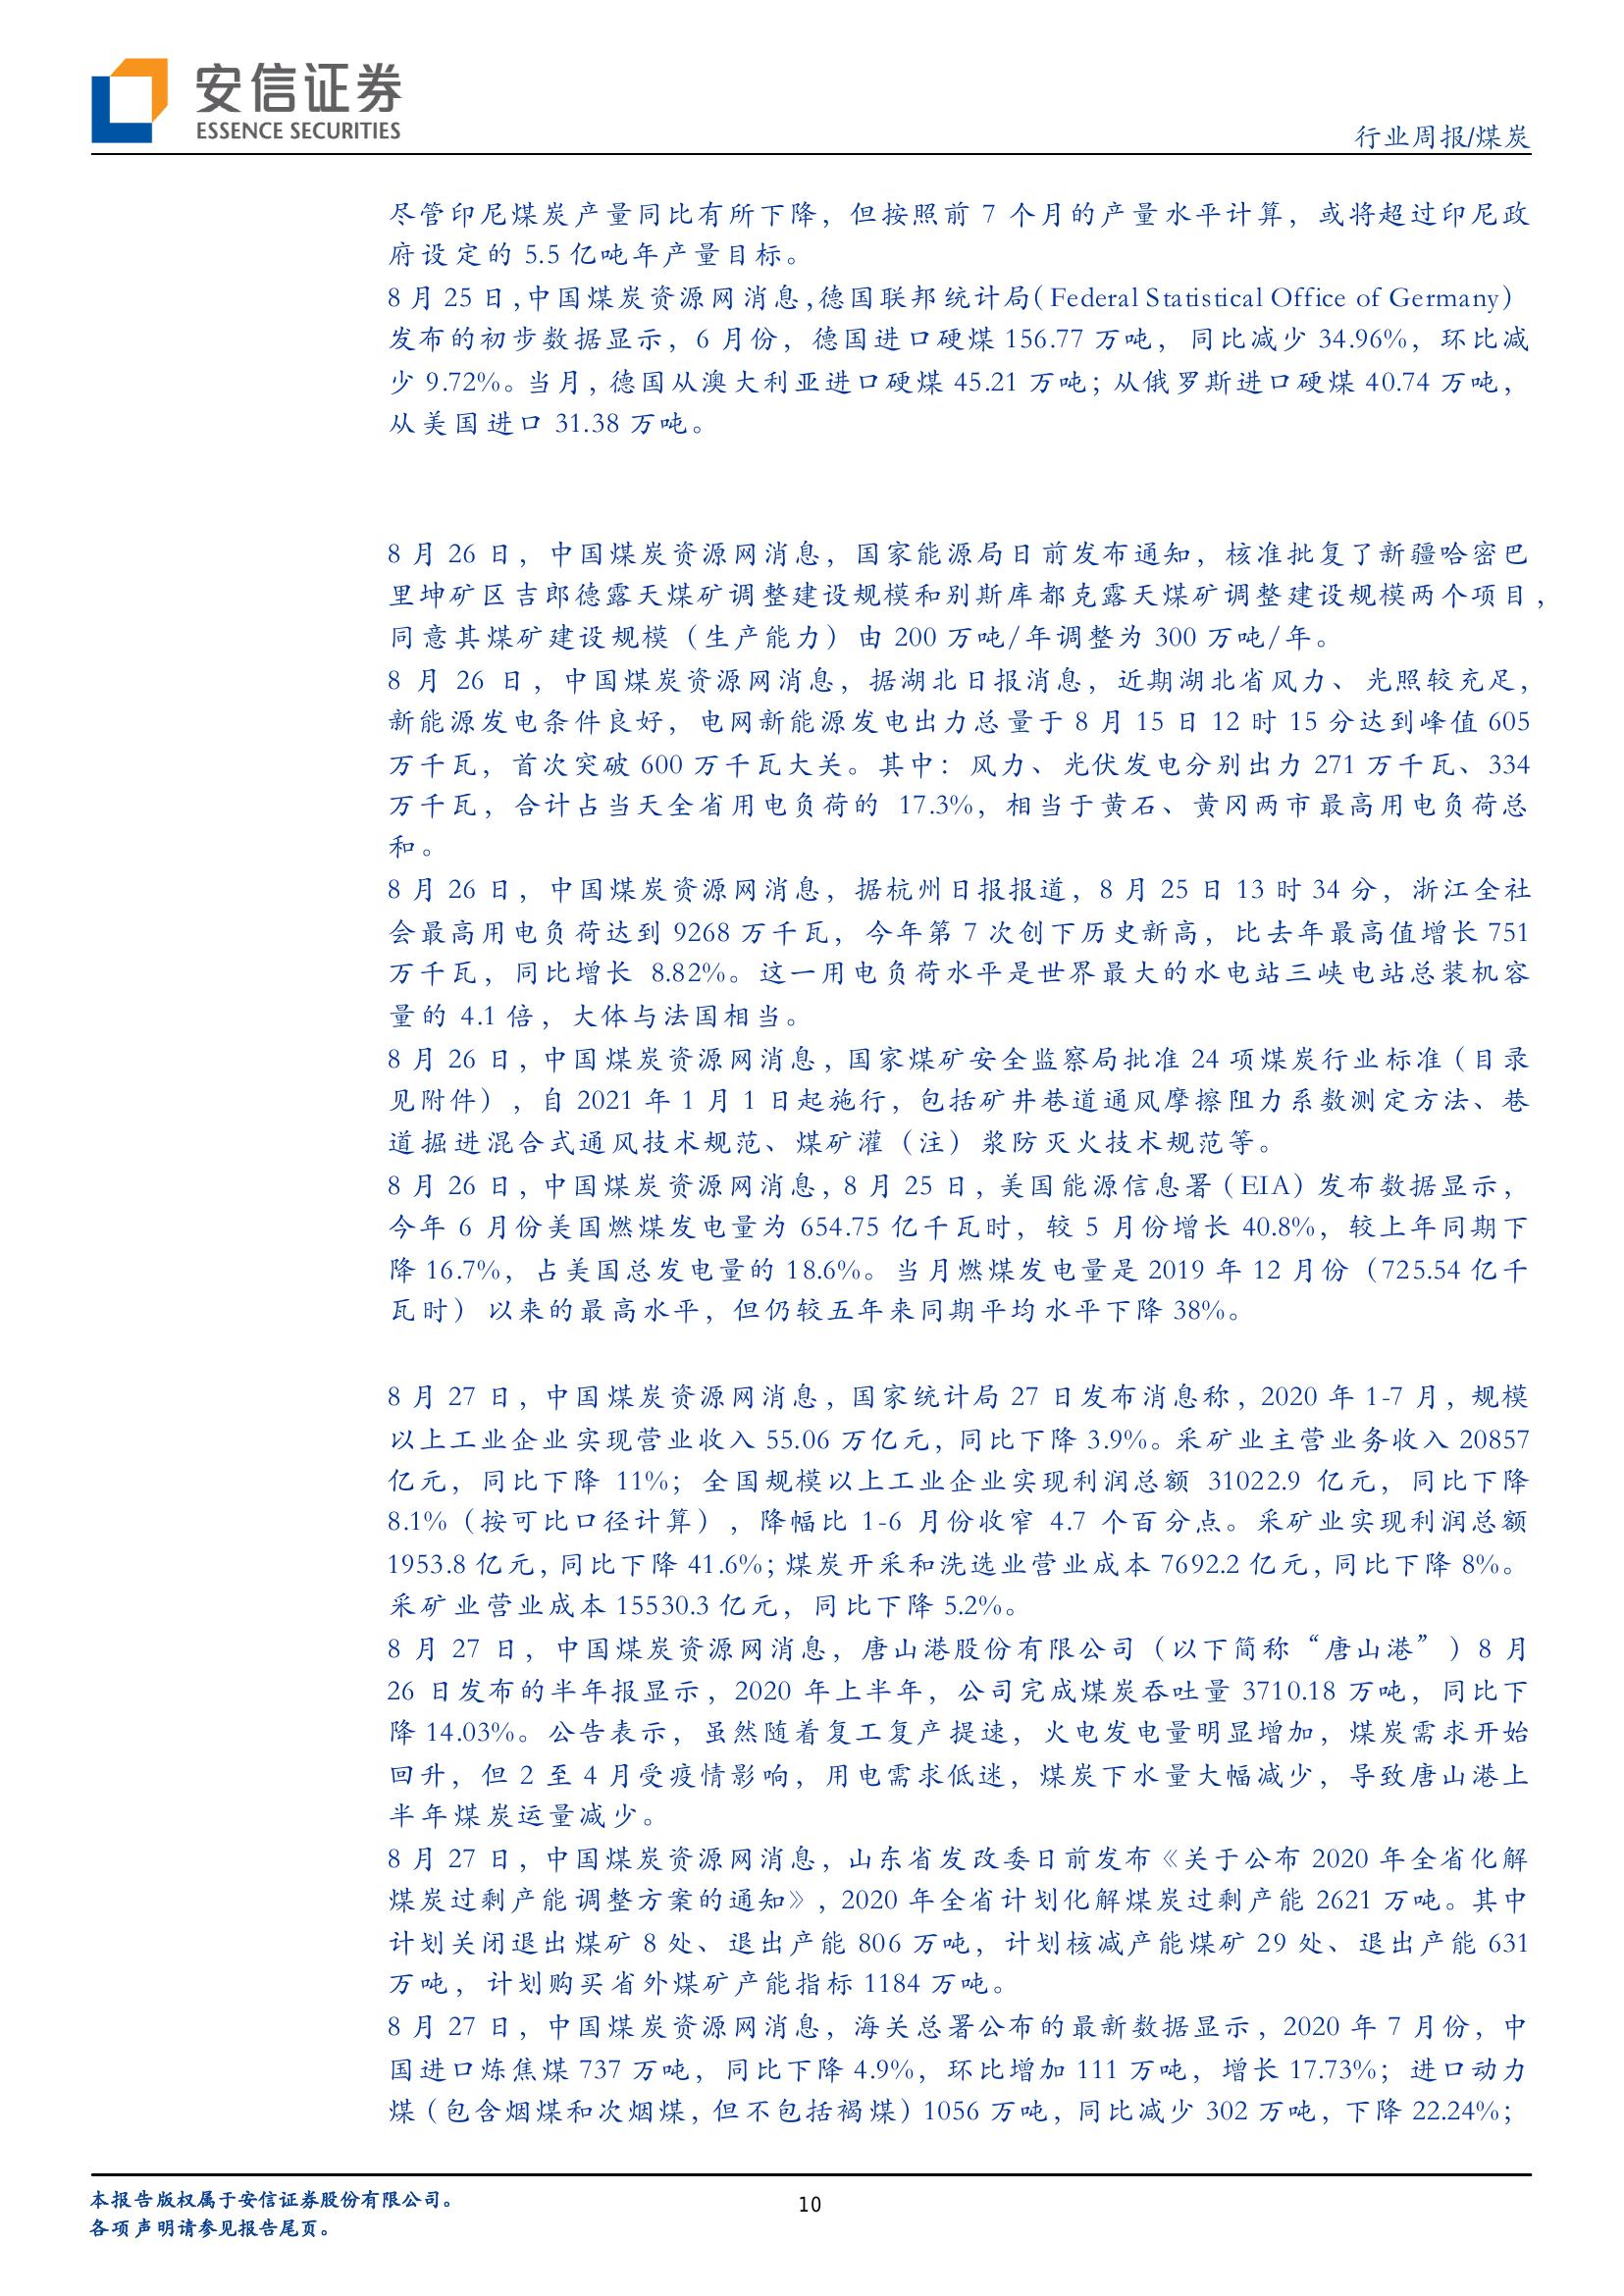 安信证券
ESSENCE SECURITIES
行业周报/煤炭
尽管印尼煤炭产量同比有所下降，但按照前 7 个月的产量水平计算，或将超过印尼政
府设定的 5.5 亿吨年产量目标。
8 月 25 日，中国煤炭资源网消息，德国联邦统计局（Federal Statistical Office of Germany）
发布的初步数据显示，6 月份，德国进口硬煤 156.77 万吨，同比减少 34.96%，环比减
少 9.72%。当月，德国从澳大利亚进口硬煤 45.21 万吨；从俄罗斯进口硬煤 40.74 万吨，
从美国进口 31.38 万吨。
8 月 26 日，中国煤炭资源网消息，国家能源局日前发布通知，核准批复了新疆哈密巴
里坤矿区吉郎德露天煤矿调整建设规模和别斯库都克露天煤矿调整建设规模两个项目，
同意其煤矿建设规模（生产能力）由 200 万吨/年调整为 300 万吨/年。
8 月 26 日，中国煤炭资源网消息，据湖北日报消息，近期湖北省风力、光照较充足，
新能源发电条件良好，电网新能源发电出力总量于 8 月 15 日 12 时 15 分达到峰值 605
万千瓦，首次突破 600 万千瓦大关。其中：风力、光伏发电分别出力 271 万千瓦、334
万千瓦，合计占当天全省用电负荷的 17.3%，相当于黄石、黄冈两市最高用电负荷总
和。
8 月 26 日，中国煤炭资源网消息，据杭州日报报道，8 月 25 日 13 时 34 分，浙江全社
会最高用电负荷达到 9268 万千瓦，今年第 7 次创下历史新高，比去年最高值增长 751
万千瓦，同比增长 8.82%。这一用电负荷水平是世界最大的水电站三峡电站总装机容
量的 4.1 倍，大体与法国相当。
8 月 26 日，中国煤炭资源网消息，国家煤矿安全监察局批准 24 项煤炭行业标准（目录
见附件），自 2021 年 1 月 1 日起施行，包括矿井巷道通风摩擦阻力系数测定方法、巷
道掘进混合式通风技术规范、煤矿灌（注）浆防灭火技术规范等。
8 月 26 日，中国煤炭资源网消息，8 月 25 日，美国能源信息署（EIA）发布数据显示，
今年 6 月份美国燃煤发电量为 654.75 亿千瓦时，较 5 月份增长 40.8%，较上年同期下
降 16.7%，占美国总发电量的 18.6%。当月燃煤发电量是 2019 年 12 月份（725.54 亿千
瓦时）以来的最高水平，但仍较五年来同期平均水平下降 38%。
8 月 27 日，中国煤炭资源网消息，国家统计局 27 日发布消息称，2020 年 1-7 月，规模
以上工业企业实现营业收入 55.06 万亿元，同比下降 3.9%。采矿业主营业务收入 20857
亿元，同比下降 11%；全国规模以上工业企业实现利润总额 31022.9 亿元，同比下降
8.1%（按可比口径计算），降幅比 1-6 月份收窄 4.7 个百分点。采矿业实现利润总额
1953.8 亿元，同比下降 41.6%；煤炭开采和洗选业营业成本 7692.2 亿元，同比下降 8%。
采矿业营业成本 15530.3 亿元，同比下降 5.2%。
8 月 27 日，中国煤炭资源网消息，唐山港股份有限公司（以下简称“唐山港”）8 月
26 日发布的半年报显示，2020 年上半年，公司完成煤炭吞吐量 3710.18 万吨，同比下
降 14.03%。公告表示，虽然随着复工复产提速，火电发电量明显增加，煤炭需求开始
回升，但 2 至 4 月受疫情影响，用电需求低迷，煤炭下水量大幅减少，导致唐山港上
半年煤炭运量减少。
8 月 27 日，中国煤炭资源网消息，山东省发改委日前发布《关于公布 2020 年全省化解
煤炭过剩产能调整方案的通知》，2020 年全省计划化解煤炭过剩产能 2621 万吨。其中
计划关闭退出煤矿 8 处、退出产能 806 万吨，计划核减产能煤矿 29 处、退出产能 631
万吨，计划购买省外煤矿产能指标 1184 万吨。
8 月 27 日，中国煤炭资源网消息，海关总署公布的最新数据显示，2020 年 7 月份，中
国进口炼焦煤 737 万吨，同比下降 4.9%，环比增加 111 万吨，增长 17.73%；进口动力
煤（包含烟煤和次烟煤，但不包括褐煤）1056 万吨，同比减少 302 万吨，下降 22.24%；
本报告版权属于安信证券股份有限公司。
各项声明请参见报告尾页。
10